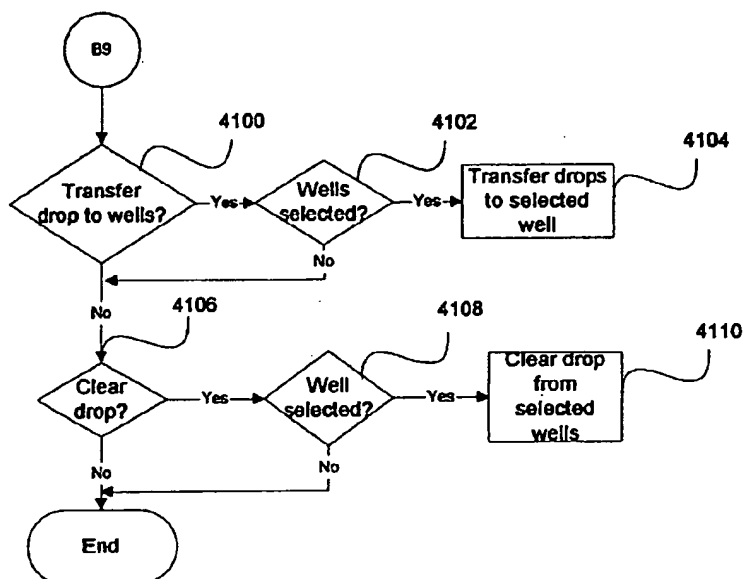 B9
4100
4102
4104
Transfer
drop to wells?
Yes
Wells
selected?
Yes
Transfer drops
to selected
well
No
No
4106
4108
4110
Clear
drop?
Yes
Well
selected?
Yes
Clear drop
from
selected
wells
No
No
End